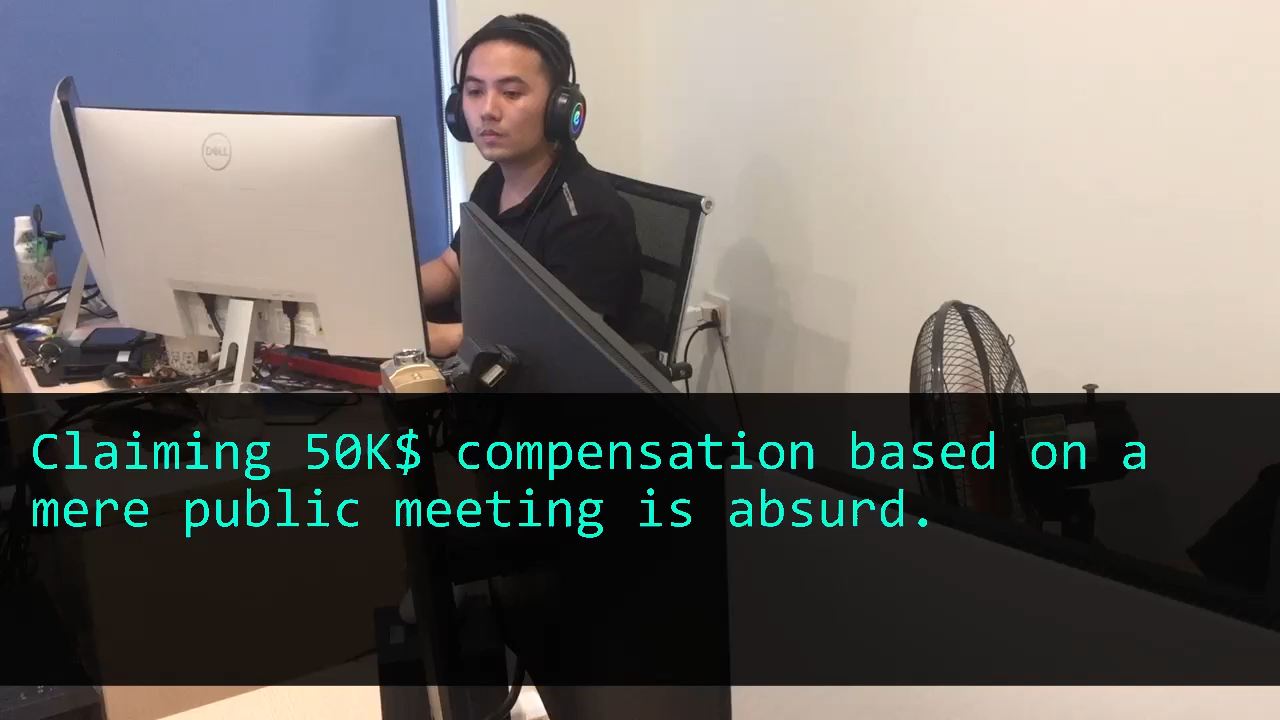 DELL
Claiming 50K$ compensation based on a
mere public meeting is absurd.